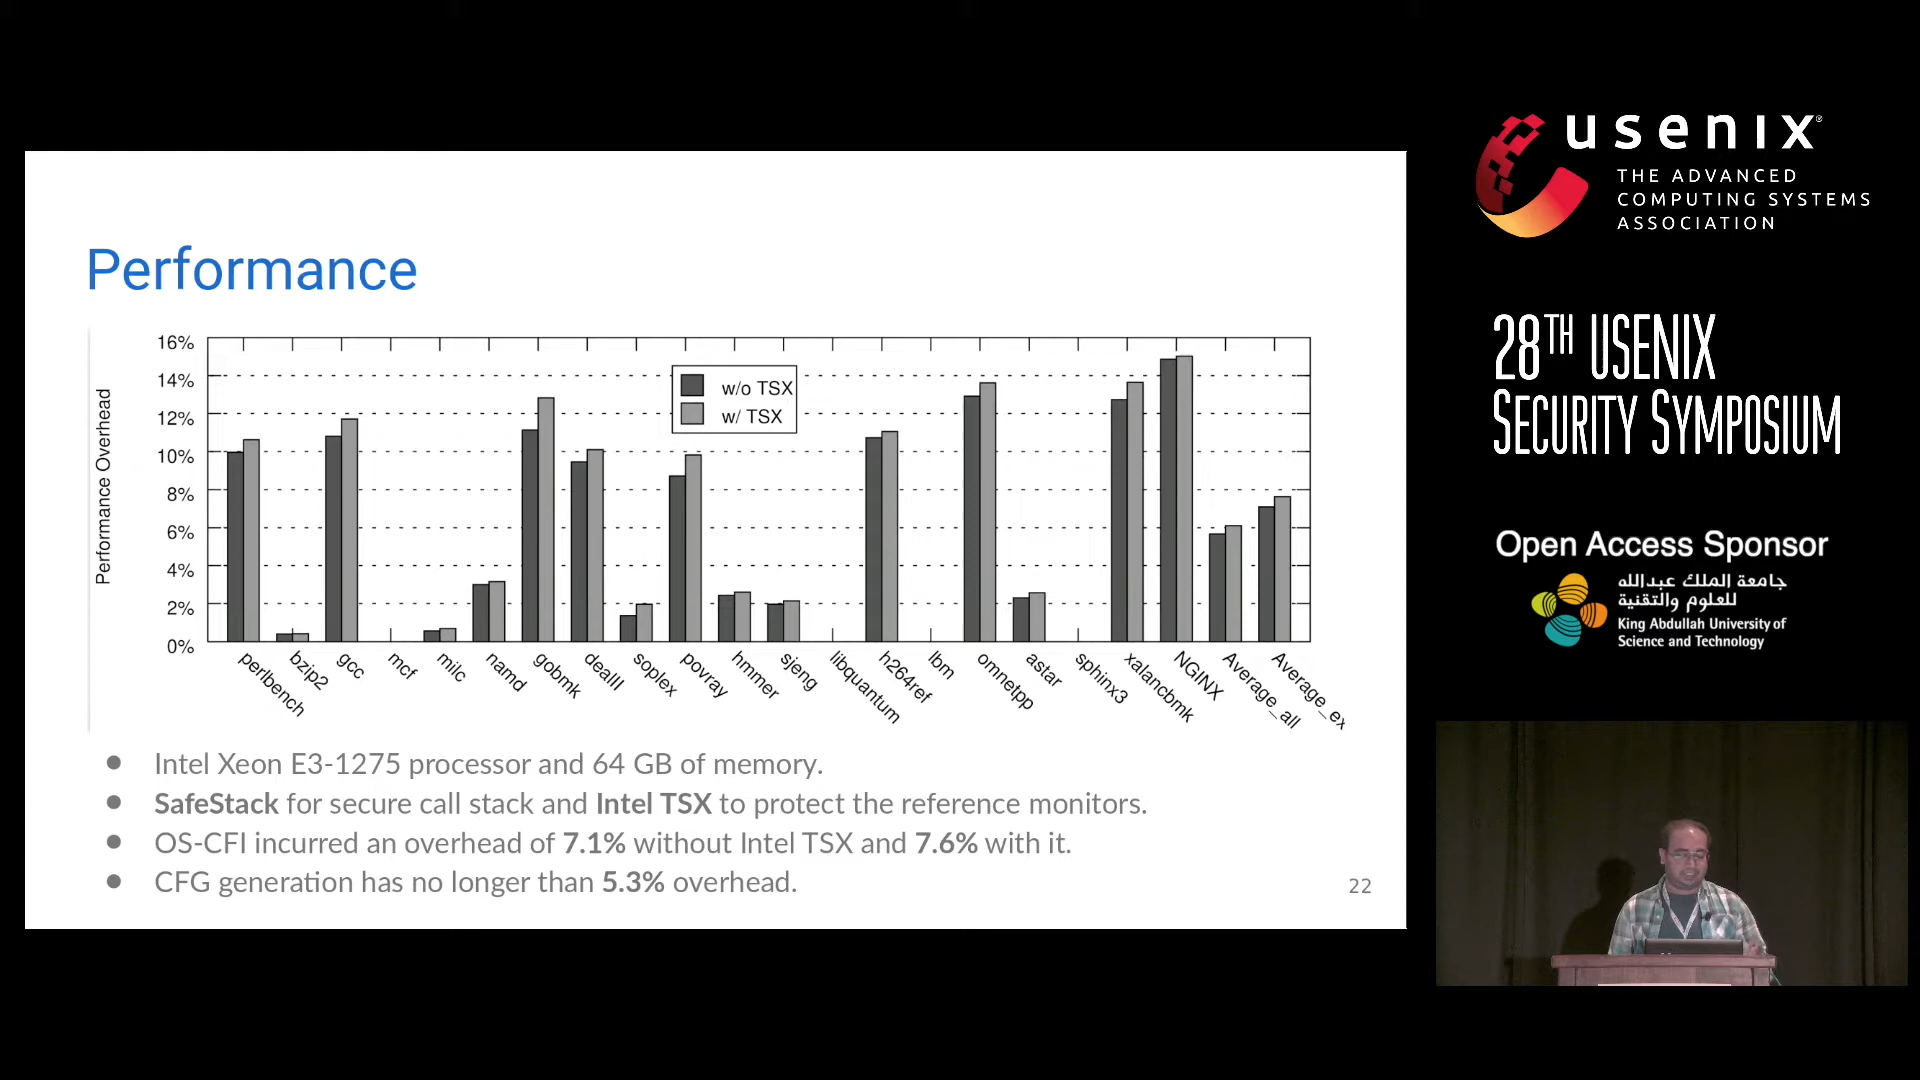 Performance
Performance Overhead
16%
14%
12%
10%
8%
6%
4%
2%
0%
w/o TSX
w/ TSX
perlbench
bzip2
gcc
mcf
milc
namd
gobmk
dealII
soplex
povray
hmmer
sjeng
libquantum
h264ref
lbm
omnetpp
astar
sphinx3
xalancbmk
NGINX
Average_all
Average_ex
● Intel Xeon E3-1275 processor and 64 GB of memory.
● SafeStack for secure call stack and Intel TSX to protect the reference monitors.
● OS-CFI incurred an overhead of 7.1% without Intel TSX and 7.6% with it.
● CFG generation has no longer than 5.3% overhead.
22
usenix®
THE ADVANCED
COMPUTING SYSTEMS
ASSOCIATION
28TH USENIX
SECURITY SYMPOSIUM
Open Access Sponsor
جامعة الملك عبدالله
للعلوم والتقنية
King Abdullah University of
Science and Technology